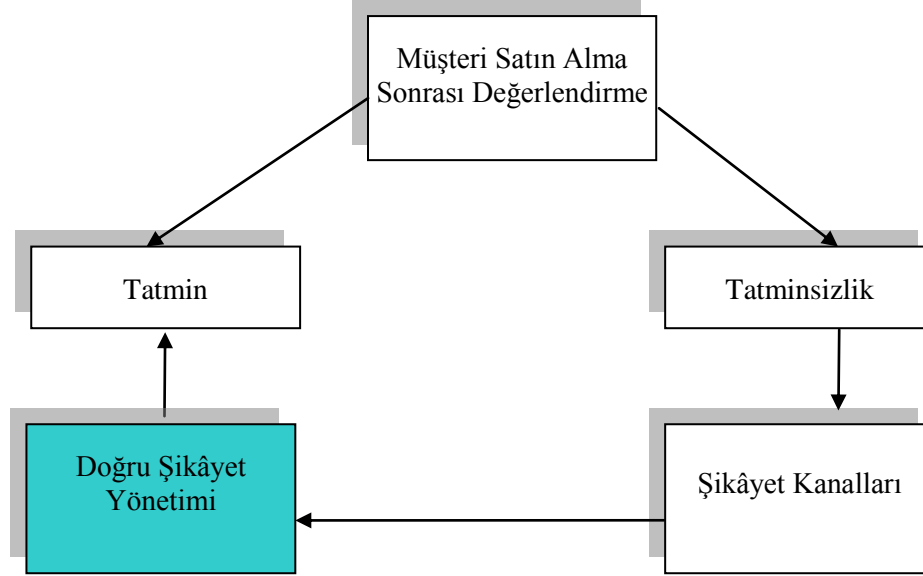 Müşteri Satın Alma
Sonrası Değerlendirme
Tatmin
Tatminsizlik
Doğru Şikâyet
Yönetimi
Şikâyet Kanalları